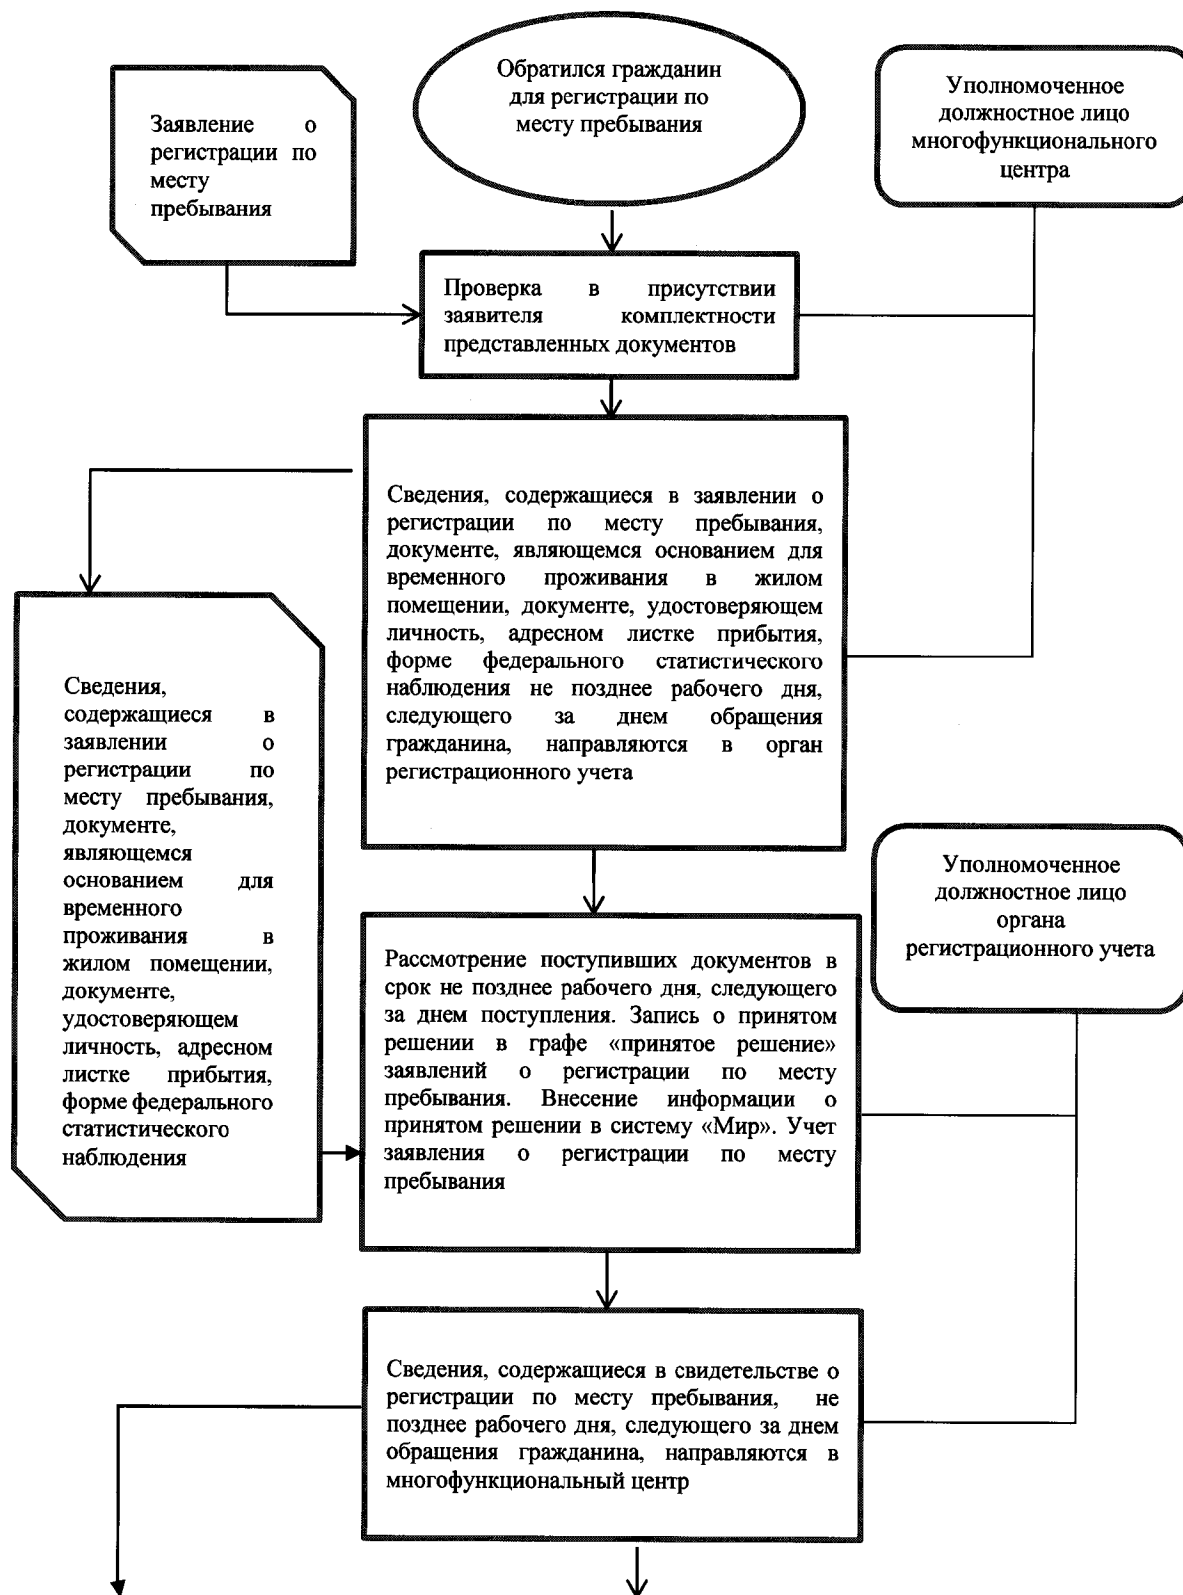 Обратился гражданин
для регистрации по
месту пребывания
Уполномоченное
должностное лицо
многофункционального
центра
Заявление о
регистрации по
месту
пребывания
Проверка в присутствии
заявителя комплектности
представленных документов
Сведения, содержащиеся в заявлении о
регистрации по месту пребывания,
документе, являющемся основанием для
временного проживания в жилом
помещении, документе, удостоверяющем
личность, адресном листке прибытия,
форме федерального статистического
наблюдения не позднее рабочего дня,
следующего за днем обращения
гражданина, направляются в орган
регистрационного учета
Сведения,
содержащиеся в
заявлении о
регистрации по
месту пребывания,
документе,
являющемся
основанием для
временного
проживания в
жилом помещении,
документе,
удостоверяющем
личность, адресном
листке прибытия,
форме федерального
статистического
наблюдения
Уполномоченное
должностное лицо
органа
регистрационного учета
Рассмотрение поступивших документов в
срок не позднее рабочего дня, следующего
за днем поступления. Запись о принятом
решении в графе «принятое решение»
заявлений о регистрации по месту
пребывания. Внесение информации о
принятом решении в систему «Мир». Учет
заявления о регистрации по месту
пребывания
Сведения, содержащиеся в свидетельстве о
регистрации по месту пребывания, не
позднее рабочего дня, следующего за днем
обращения гражданина, направляются в
многофункциональный центр